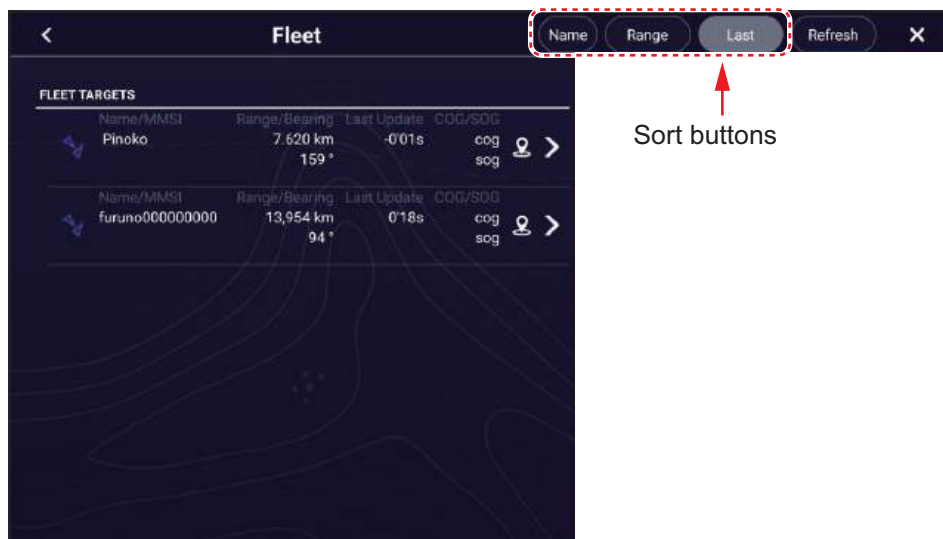 Fleet
Name Range Last Refresh
Sort buttons
FLEET TARGETS
Name/MMSI Range/Bearing Last Update COG/SOG
Pinoko 7.620 km -0'01s cog
159 ° sog
Name/MMSI Range/Bearing Last Update COG/SOG
furuno000000000 13,954 km 0'18s cog
94 ° sog